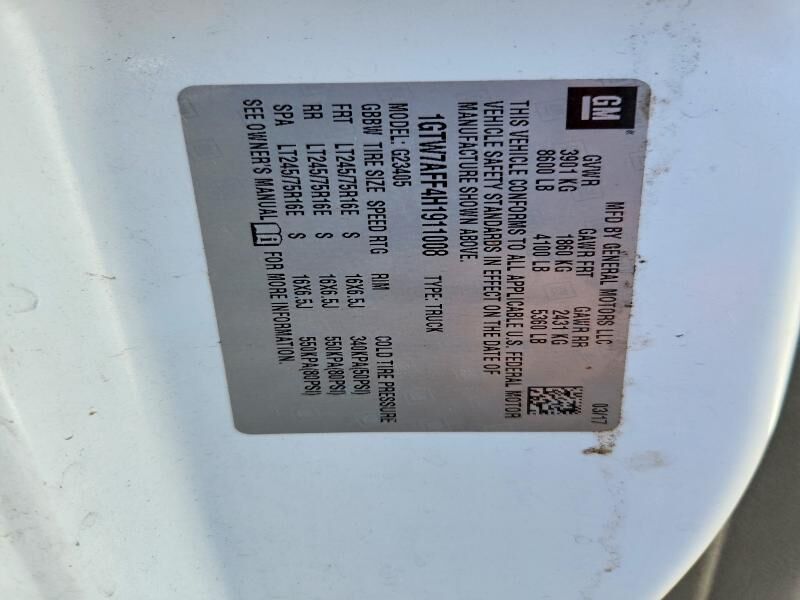 GM ®
MFD BY GENERAL MOTORS LLC 03/17
GVWR GAWR FRT GAWR RR
3901 KG 1860 KG 2431 KG
8600 LB 4100 LB 5360 LB
THIS VEHICLE CONFORMS TO ALL APPLICABLE U.S. FEDERAL MOTOR
VEHICLE SAFETY STANDARDS IN EFFECT ON THE DATE OF
MANUFACTURE SHOWN ABOVE.
1GTW7AFF4H1911008 TYPE: TRUCK
MODEL: G23405
GBBW TIRE SIZE SPEED RTG RIM COLD TIRE PRESSURE
FRT LT245/75R16E S 16X6.5J 340KPA(50PSI)
RR LT245/75R16E S 16X6.5J 550KPA(80PSI)
SPA LT245/75R16E S 16X6.5J 550KPA(80PSI)
SEE OWNER'S MANUAL FOR MORE INFORMATION.